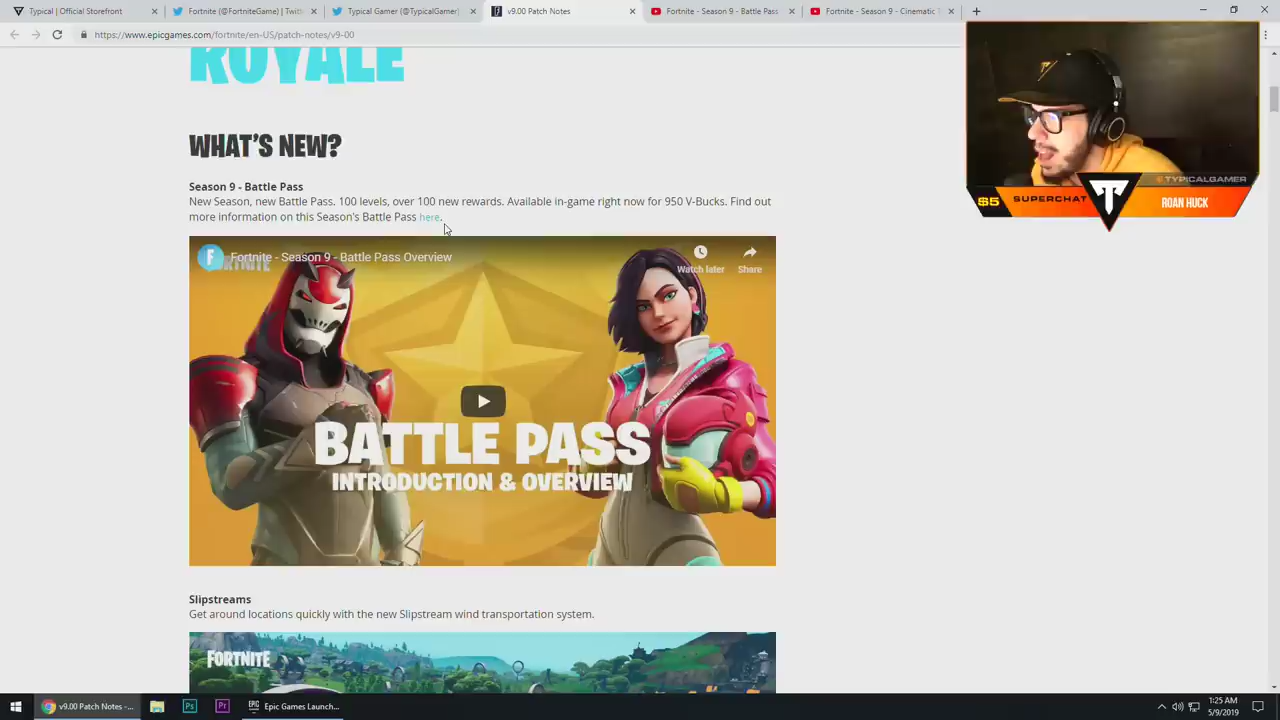 Typical | Official Storefront
Fortnite (@FortniteGame) | Twit
Typical Gamer (@TypicalGamer)
v9.00 Patch Notes
Fortnite - Season 9 - Battle Pass
Fortnite - Season 9 - Cinematic T
https://www.epicgames.com/fortnite/en-US/patch-notes/v9-00
ROYALE
WHAT'S NEW?
Season 9 - Battle Pass
New Season, new Battle Pass. 100 levels, over 100 new rewards. Available in-game right now for 950 V-Bucks. Find out
more information on this Season's Battle Pass here.
Fortnite - Season 9 - Battle Pass Overview
Watch later
Share
BATTLE PASS
INTRODUCTION & OVERVIEW
Slipstreams
Get around locations quickly with the new Slipstream wind transportation system.
FORTNITE
TYPICALGAMER
$5
SUPERCHAT
ROAN HUCK
v9.00 Patch Notes -...
Ps
Pr
EPIC
Epic Games Launch...
1:25 AM
5/9/2019